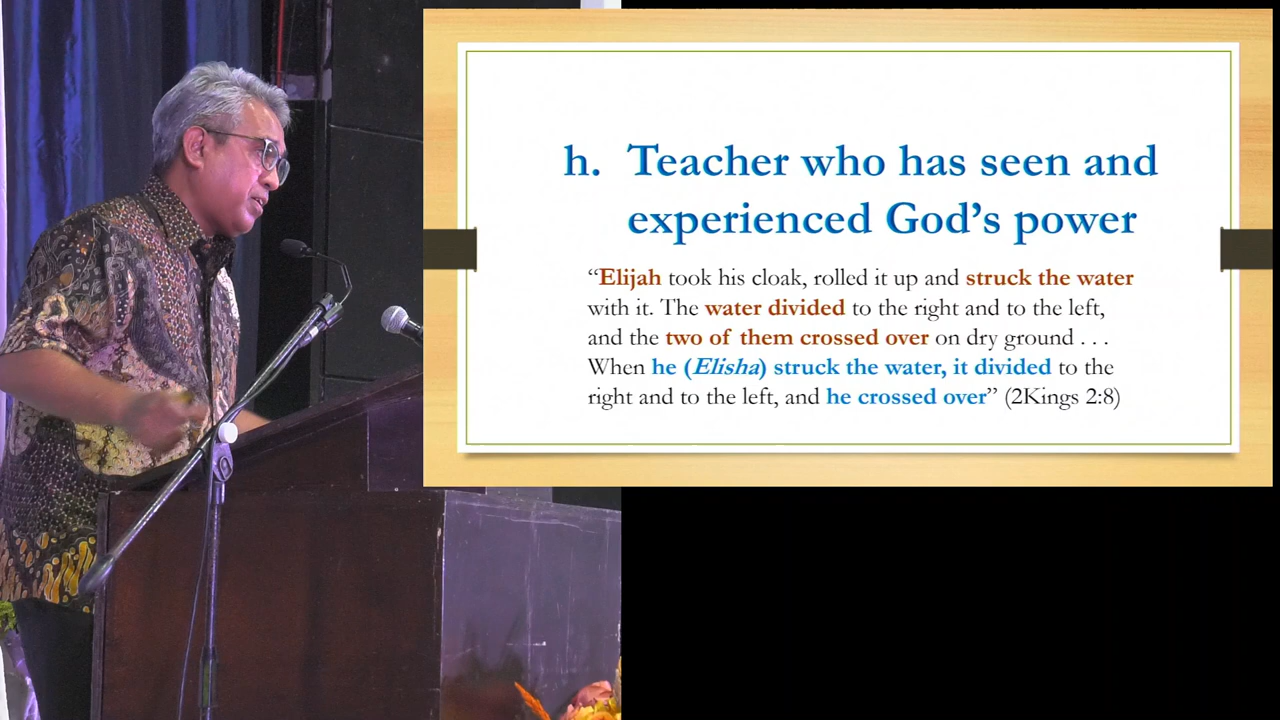 h. Teacher who has seen and
experienced God's power
“Elijah took his cloak, rolled it up and struck the water
with it. The water divided to the right and to the left,
and the two of them crossed over on dry ground . . .
When he (Elisha) struck the water, it divided to the
right and to the left, and he crossed over” (2Kings 2:8)